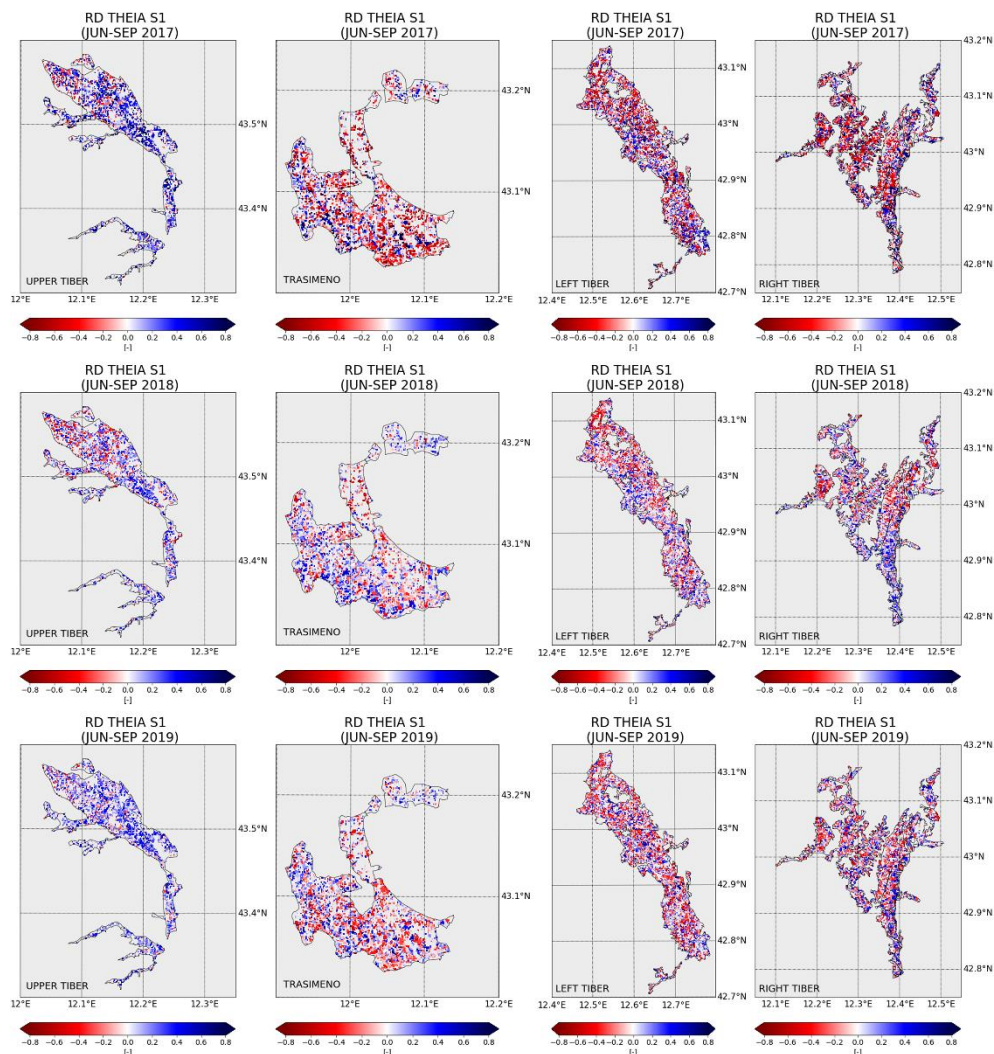 RD THEIA S1
(JUN-SEP 2017)
43.5°N
43.4°N
UPPER TIBER
12°E
12.1°E
12.2°E
12.3°E
−0.8 −0.6 −0.4 −0.2 0.0 0.2 0.4 0.6 0.8
[-]
RD THEIA S1
(JUN-SEP 2017)
43.2°N
43.1°N
TRASIMENO
12°E
12.1°E
12.2°E
−0.8 −0.6 −0.4 −0.2 0.0 0.2 0.4 0.6 0.8
[-]
RD THEIA S1
(JUN-SEP 2017)
43.1°N
43°N
42.9°N
42.8°N
42.7°N
LEFT TIBER
12.4°E
12.5°E
12.6°E
12.7°E
−0.8 −0.6 −0.4 −0.2 0.0 0.2 0.4 0.6 0.8
[-]
RD THEIA S1
(JUN-SEP 2017)
43.2°N
43.1°N
43°N
42.9°N
42.8°N
RIGHT TIBER
12.1°E
12.2°E
12.3°E
12.4°E
12.5°E
−0.8 −0.6 −0.4 −0.2 0.0 0.2 0.4 0.6 0.8
[-]
RD THEIA S1
(JUN-SEP 2018)
43.5°N
43.4°N
UPPER TIBER
12°E
12.1°E
12.2°E
12.3°E
−0.8 −0.6 −0.4 −0.2 0.0 0.2 0.4 0.6 0.8
[-]
RD THEIA S1
(JUN-SEP 2018)
43.2°N
43.1°N
TRASIMENO
12°E
12.1°E
12.2°E
−0.8 −0.6 −0.4 −0.2 0.0 0.2 0.4 0.6 0.8
[-]
RD THEIA S1
(JUN-SEP 2018)
43.1°N
43°N
42.9°N
42.8°N
42.7°N
LEFT TIBER
12.4°E
12.5°E
12.6°E
12.7°E
−0.8 −0.6 −0.4 −0.2 0.0 0.2 0.4 0.6 0.8
[-]
RD THEIA S1
(JUN-SEP 2018)
43.2°N
43.1°N
43°N
42.9°N
42.8°N
RIGHT TIBER
12.1°E
12.2°E
12.3°E
12.4°E
12.5°E
−0.8 −0.6 −0.4 −0.2 0.0 0.2 0.4 0.6 0.8
[-]
RD THEIA S1
(JUN-SEP 2019)
43.5°N
43.4°N
UPPER TIBER
12°E
12.1°E
12.2°E
12.3°E
−0.8 −0.6 −0.4 −0.2 0.0 0.2 0.4 0.6 0.8
[-]
RD THEIA S1
(JUN-SEP 2019)
43.2°N
43.1°N
TRASIMENO
12°E
12.1°E
12.2°E
−0.8 −0.6 −0.4 −0.2 0.0 0.2 0.4 0.6 0.8
[-]
RD THEIA S1
(JUN-SEP 2019)
43.1°N
43°N
42.9°N
42.8°N
42.7°N
LEFT TIBER
12.4°E
12.5°E
12.6°E
12.7°E
−0.8 −0.6 −0.4 −0.2 0.0 0.2 0.4 0.6 0.8
[-]
RD THEIA S1
(JUN-SEP 2019)
43.2°N
43.1°N
43°N
42.9°N
42.8°N
RIGHT TIBER
12.1°E
12.2°E
12.3°E
12.4°E
12.5°E
−0.8 −0.6 −0.4 −0.2 0.0 0.2 0.4 0.6 0.8
[-]